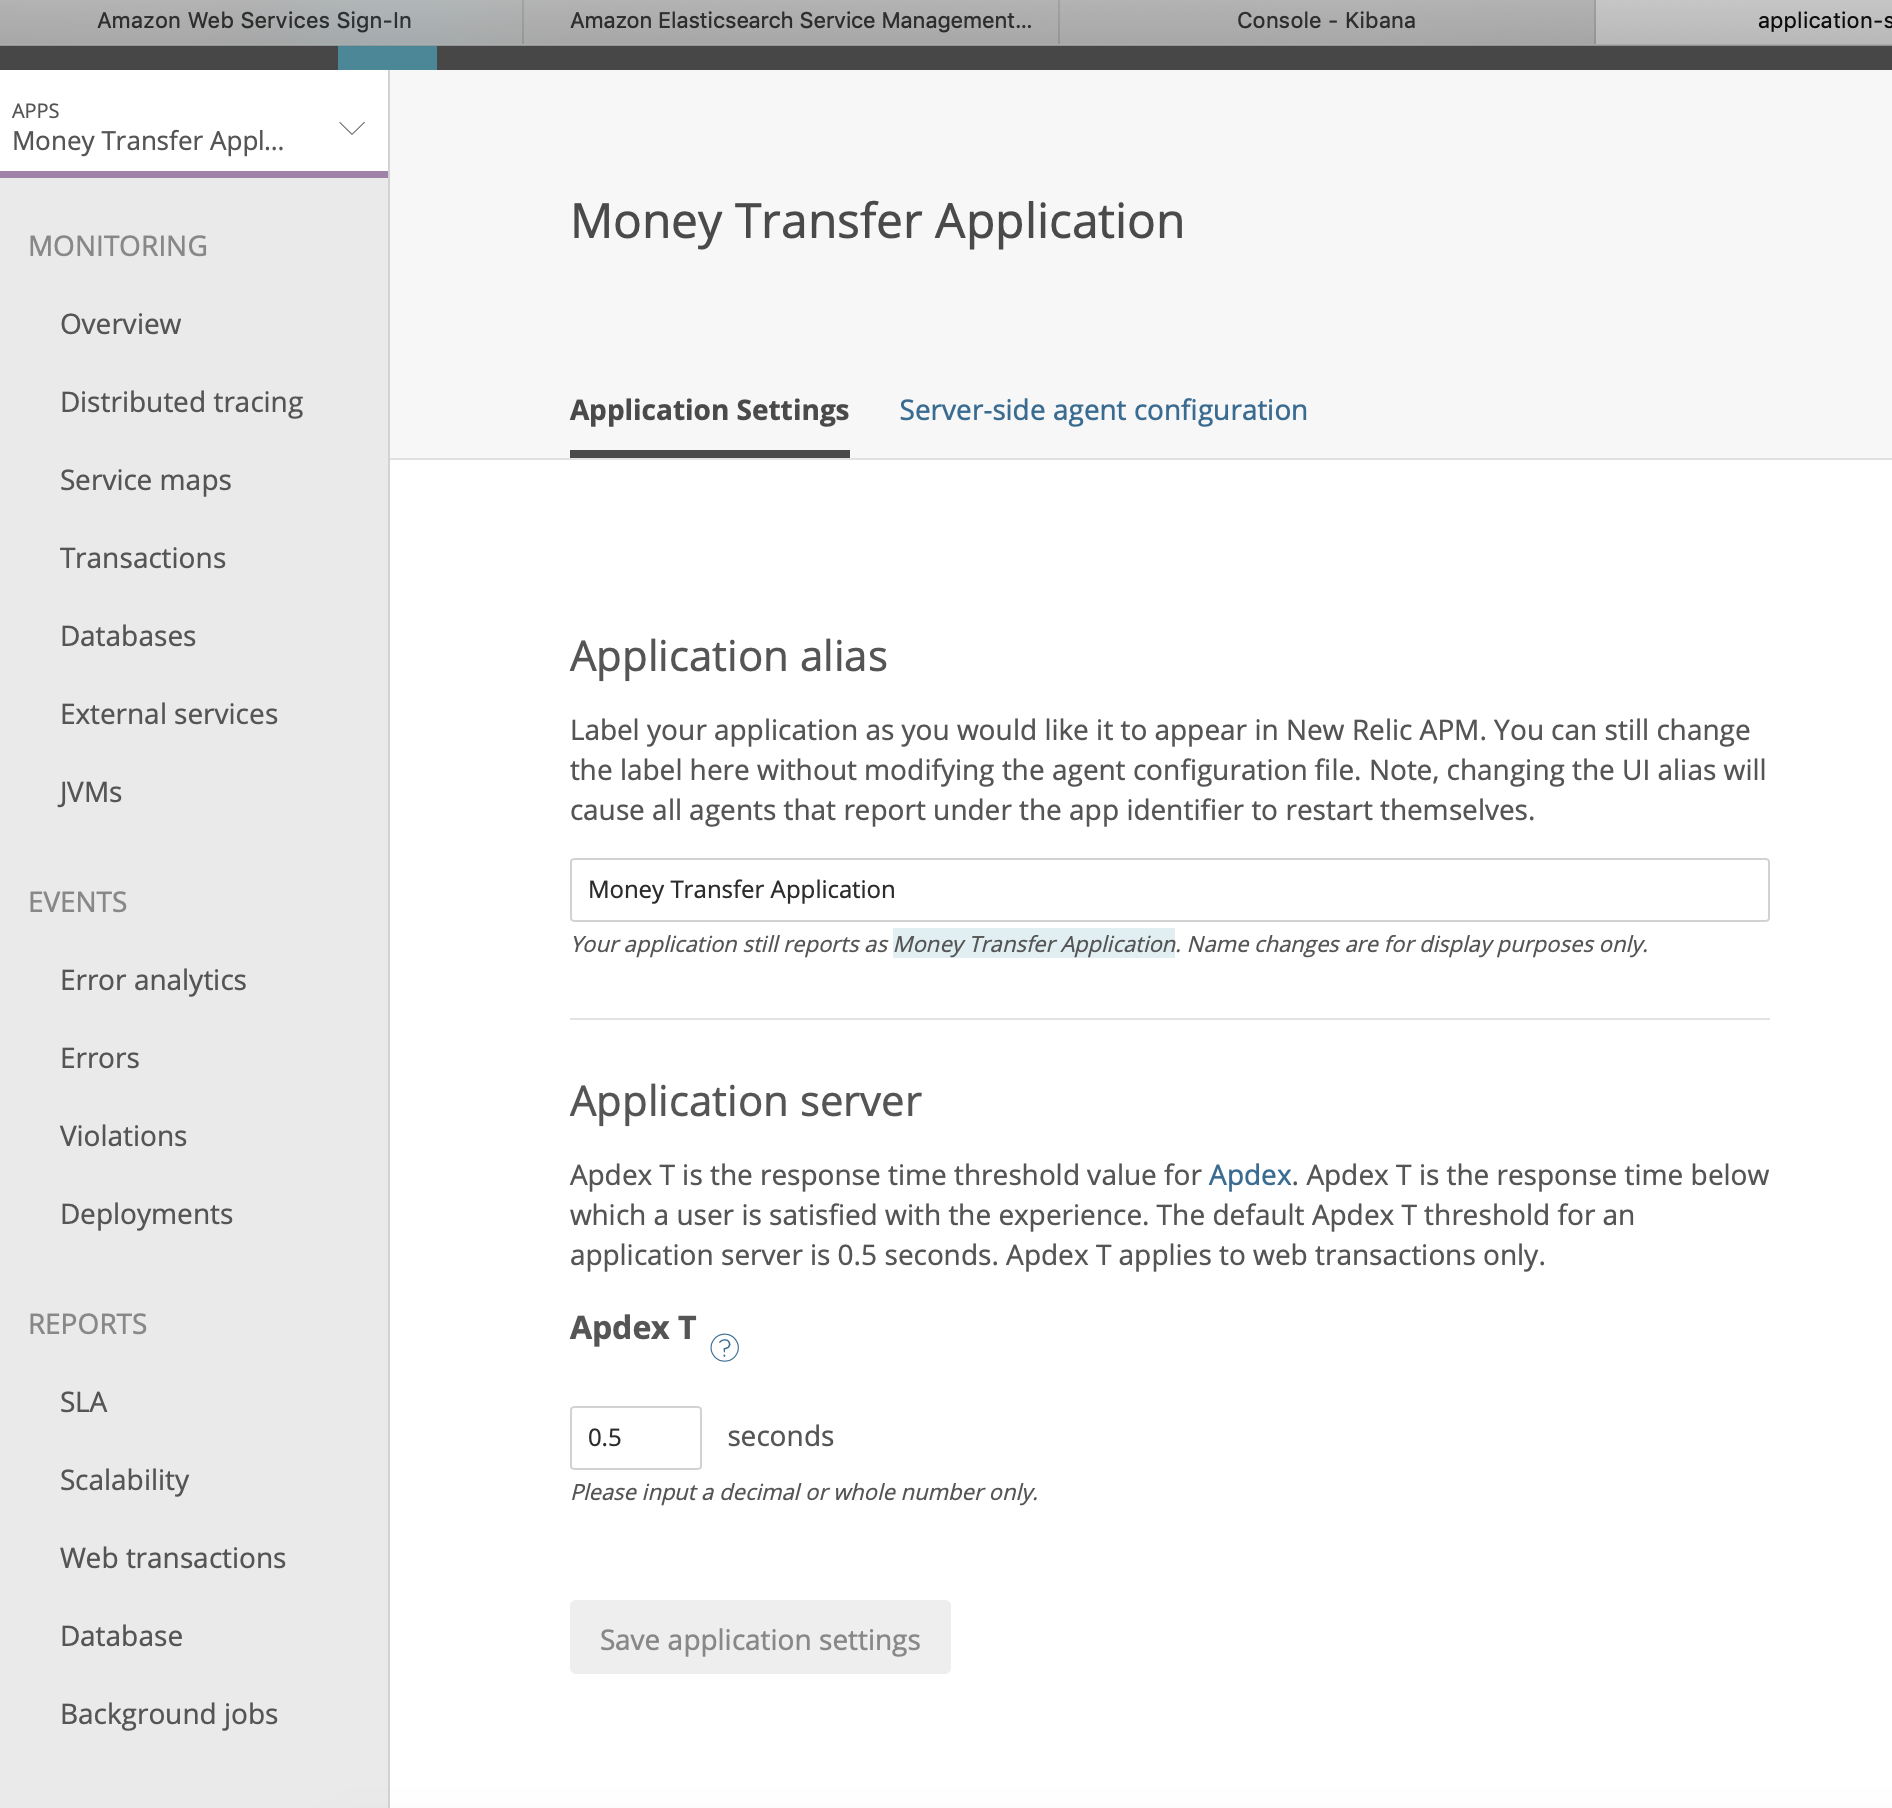 Amazon Web Services Sign-In
Amazon Elasticsearch Service Management...
Console - Kibana
application-s
APPS
Money Transfer Appl...
MONITORING
Overview
Distributed tracing
Service maps
Transactions
Databases
External services
JVMs
EVENTS
Error analytics
Errors
Violations
Deployments
REPORTS
SLA
Scalability
Web transactions
Database
Background jobs
Money Transfer Application
Application Settings
Server-side agent configuration
Application alias
Label your application as you would like it to appear in New Relic APM. You can still change
the label here without modifying the agent configuration file. Note, changing the UI alias will
cause all agents that report under the app identifier to restart themselves.
Money Transfer Application
Your application still reports as Money Transfer Application. Name changes are for display purposes only.
Application server
Apdex T is the response time threshold value for Apdex. Apdex T is the response time below
which a user is satisfied with the experience. The default Apdex T threshold for an
application server is 0.5 seconds. Apdex T applies to web transactions only.
Apdex T ?
0.5 seconds
Please input a decimal or whole number only.
Save application settings